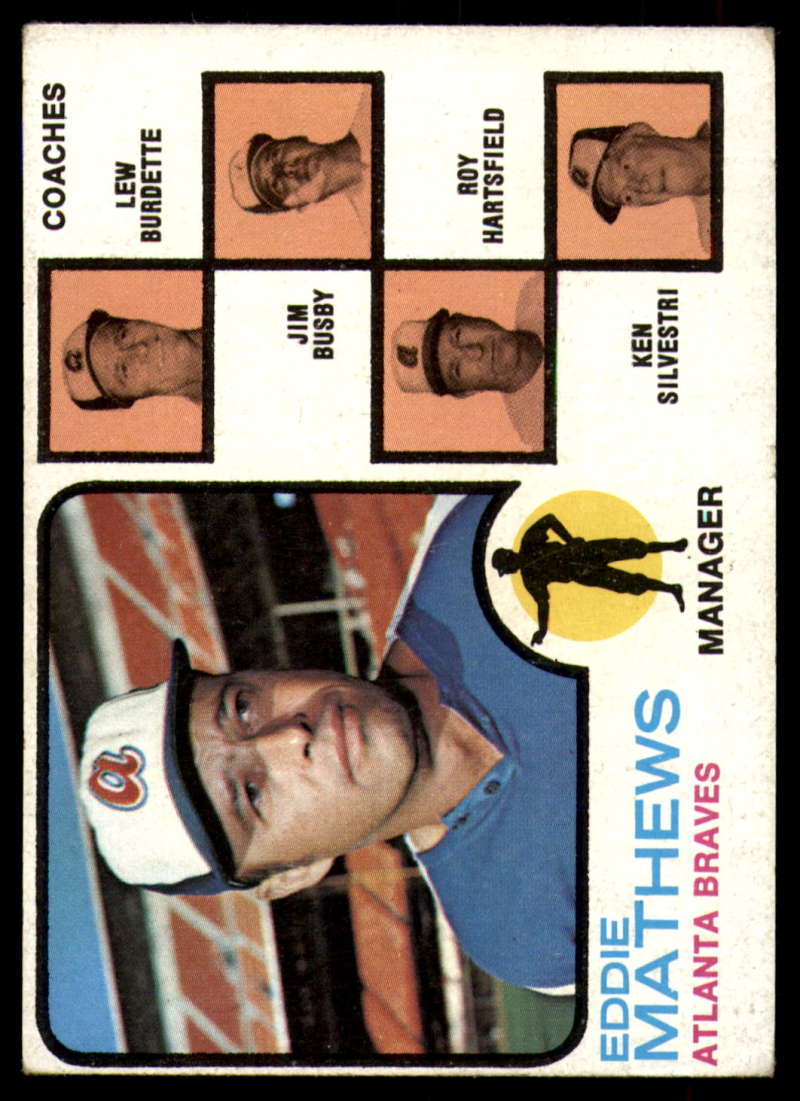 COACHES
LEW
BURDETTE
JIM
BUSBY
ROY
HARTSFIELD
KEN
SILVESTRI
EDDIE
MATHEWS
ATLANTA BRAVES
MANAGER